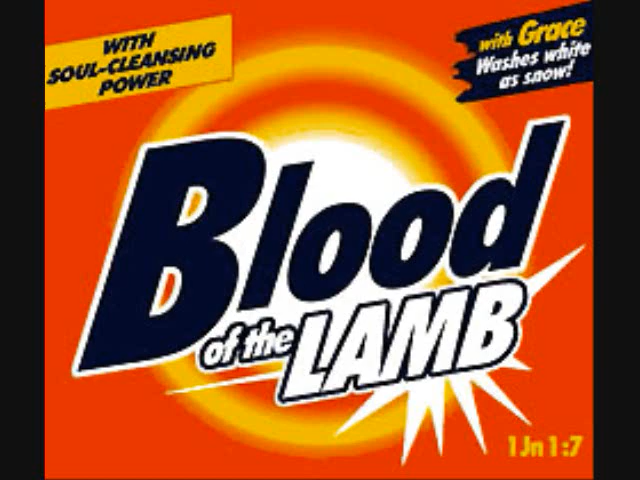 WITH
SOUL-CLEANSING
POWER
with Grace
Washes white
as snow!
Blood
of the LAMB
1Jn 1:7